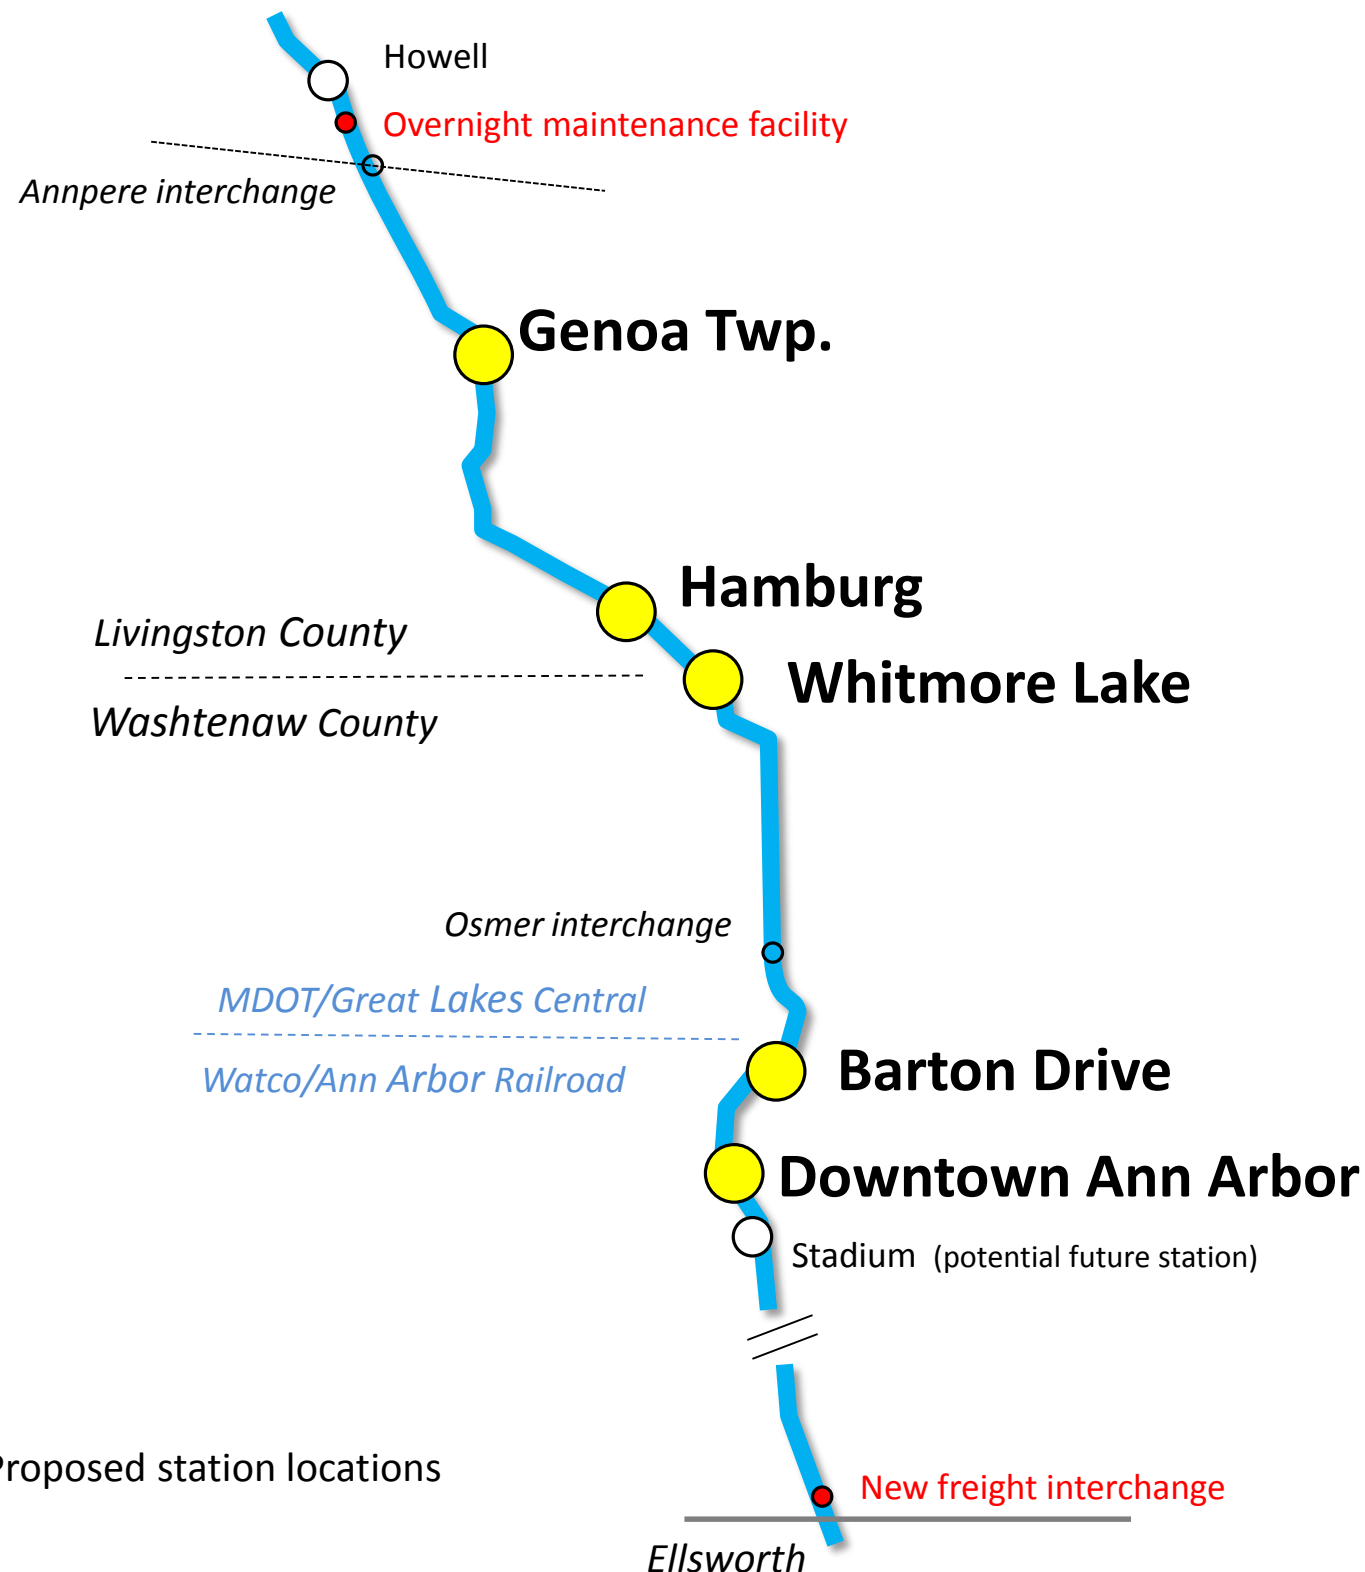 Howell
Overnight maintenance facility
Annpere interchange
Genoa Twp.
Hamburg
Livingston County
Whitmore Lake
Washtenaw County
Osmer interchange
MDOT/Great Lakes Central
Barton Drive
Watco/Ann Arbor Railroad
Downtown Ann Arbor
Stadium (potential future station)
Proposed station locations
New freight interchange
Ellsworth